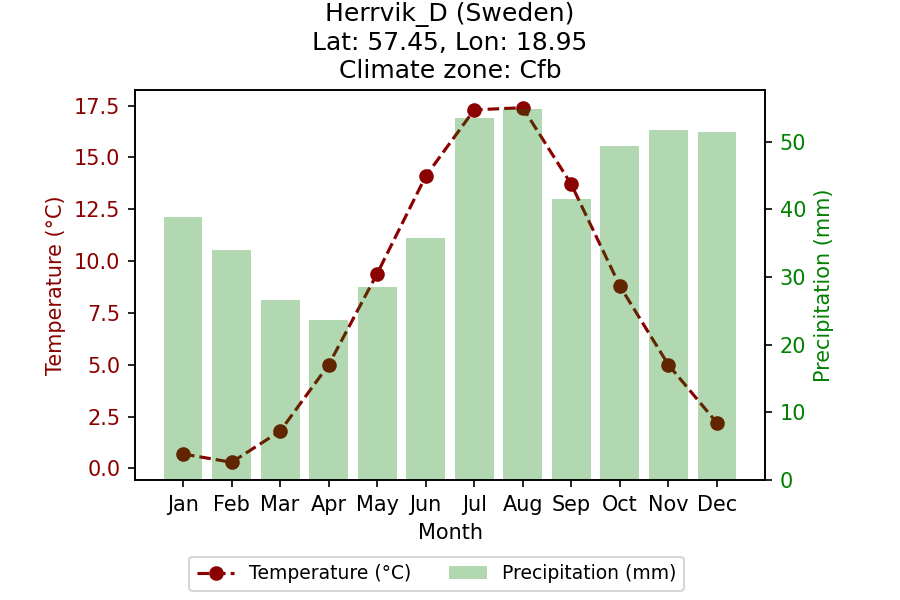 Herrvik_D (Sweden)
Lat: 57.45, Lon: 18.95
Climate zone: Cfb
Temperature (°C)
17.5
15.0
12.5
10.0
7.5
5.0
2.5
0.0
50
40
30
20
10
0
Precipitation (mm)
Jan Feb Mar Apr May Jun Jul Aug Sep Oct Nov Dec
Month
Temperature (°C) Precipitation (mm)